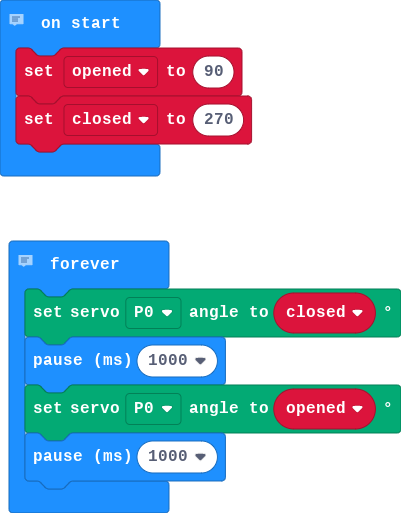 on start
set opened to 90
set closed to 270
forever
set servo P0 angle to closed °
pause (ms) 1000
set servo P0 angle to opened °
pause (ms) 1000